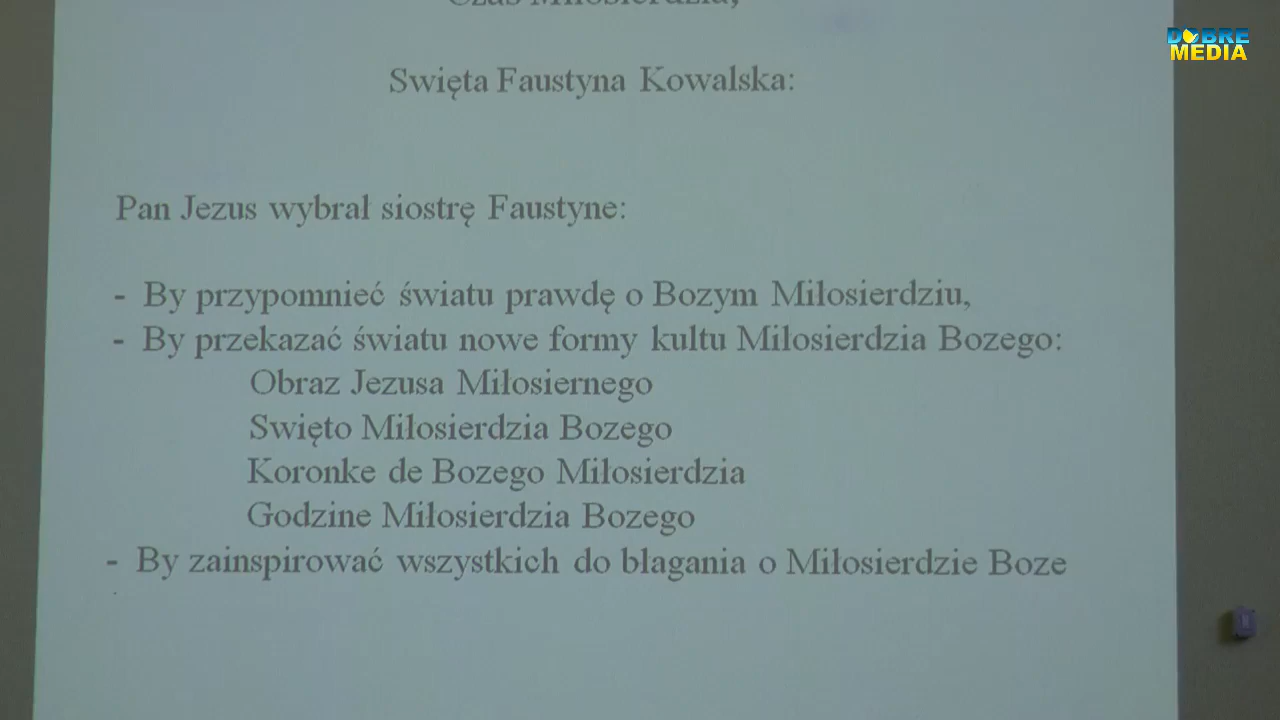 Czas Miłosierdzia,
DOBRE
MEDIA
Swięta Faustyna Kowalska:
Pan Jezus wybrał siostrę Faustyne:
- By przypomnieć światu prawdę o Bozym Miłosierdziu,
- By przekazać światu nowe formy kultu Miłosierdzia Bozego:
Obraz Jezusa Miłosiernego
Swięto Miłosierdzia Bozego
Koronke de Bozego Miłosierdzia
Godzine Miłosierdzia Bozego
- By zainspirować wszystkich do błagania o Miłosierdzie Boze